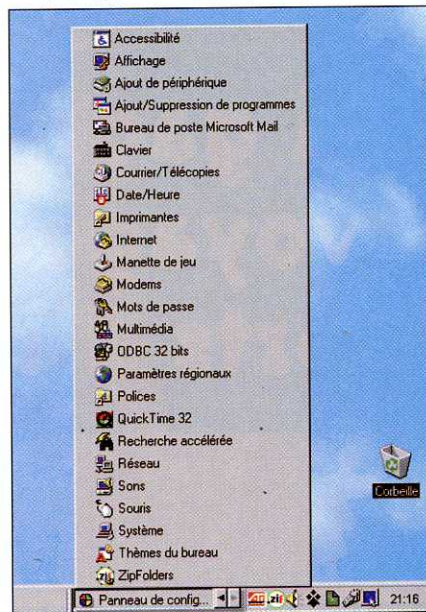 Accessibilité
Affichage
Ajout de périphérique
Ajout/Suppression de programmes
Bureau de poste Microsoft Mail
Clavier
Courrier/Télécopies
Date/Heure
Imprimantes
Internet
Manette de jeu
Modems
Mots de passe
Multimédia
ODBC 32 bits
Paramètres régionaux
Polices
QuickTime 32
Recherche accélérée
Réseau
Sons
Souris
Système
Thèmes du bureau
ZipFolders
Corbeille
Panneau de config... 21:16